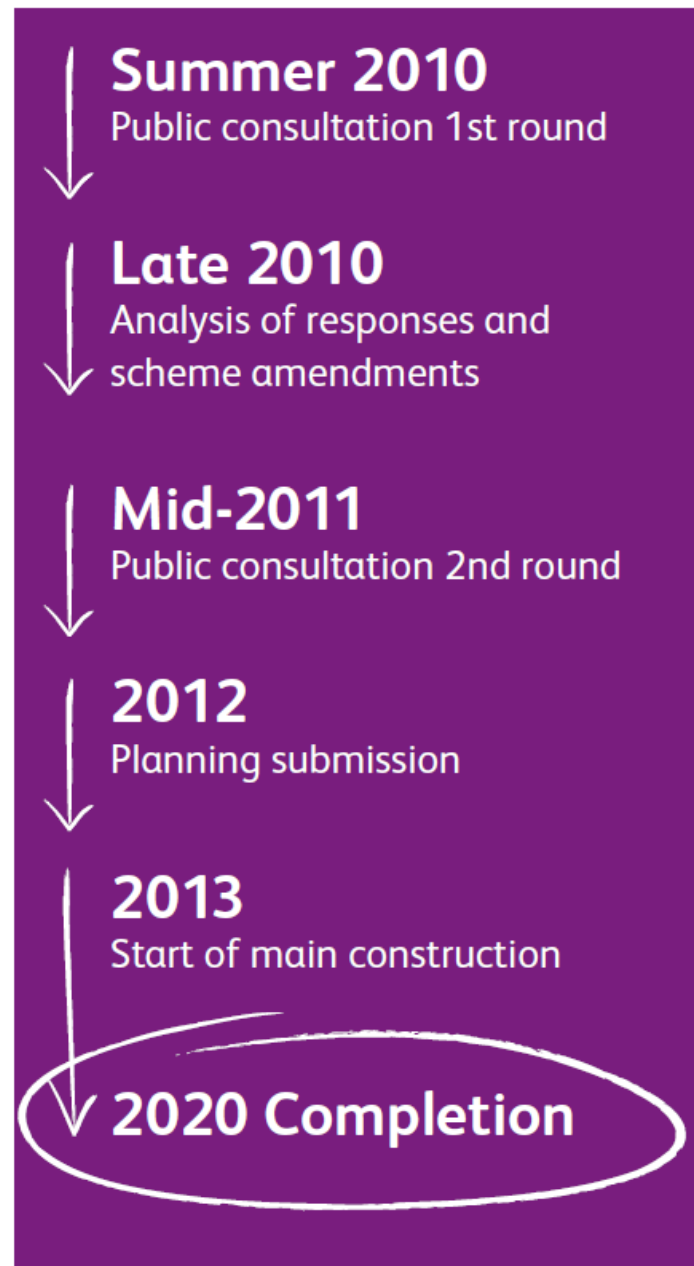 Summer 2010
Public consultation 1st round
Late 2010
Analysis of responses and
scheme amendments
Mid-2011
Public consultation 2nd round
2012
Planning submission
2013
Start of main construction
2020 Completion